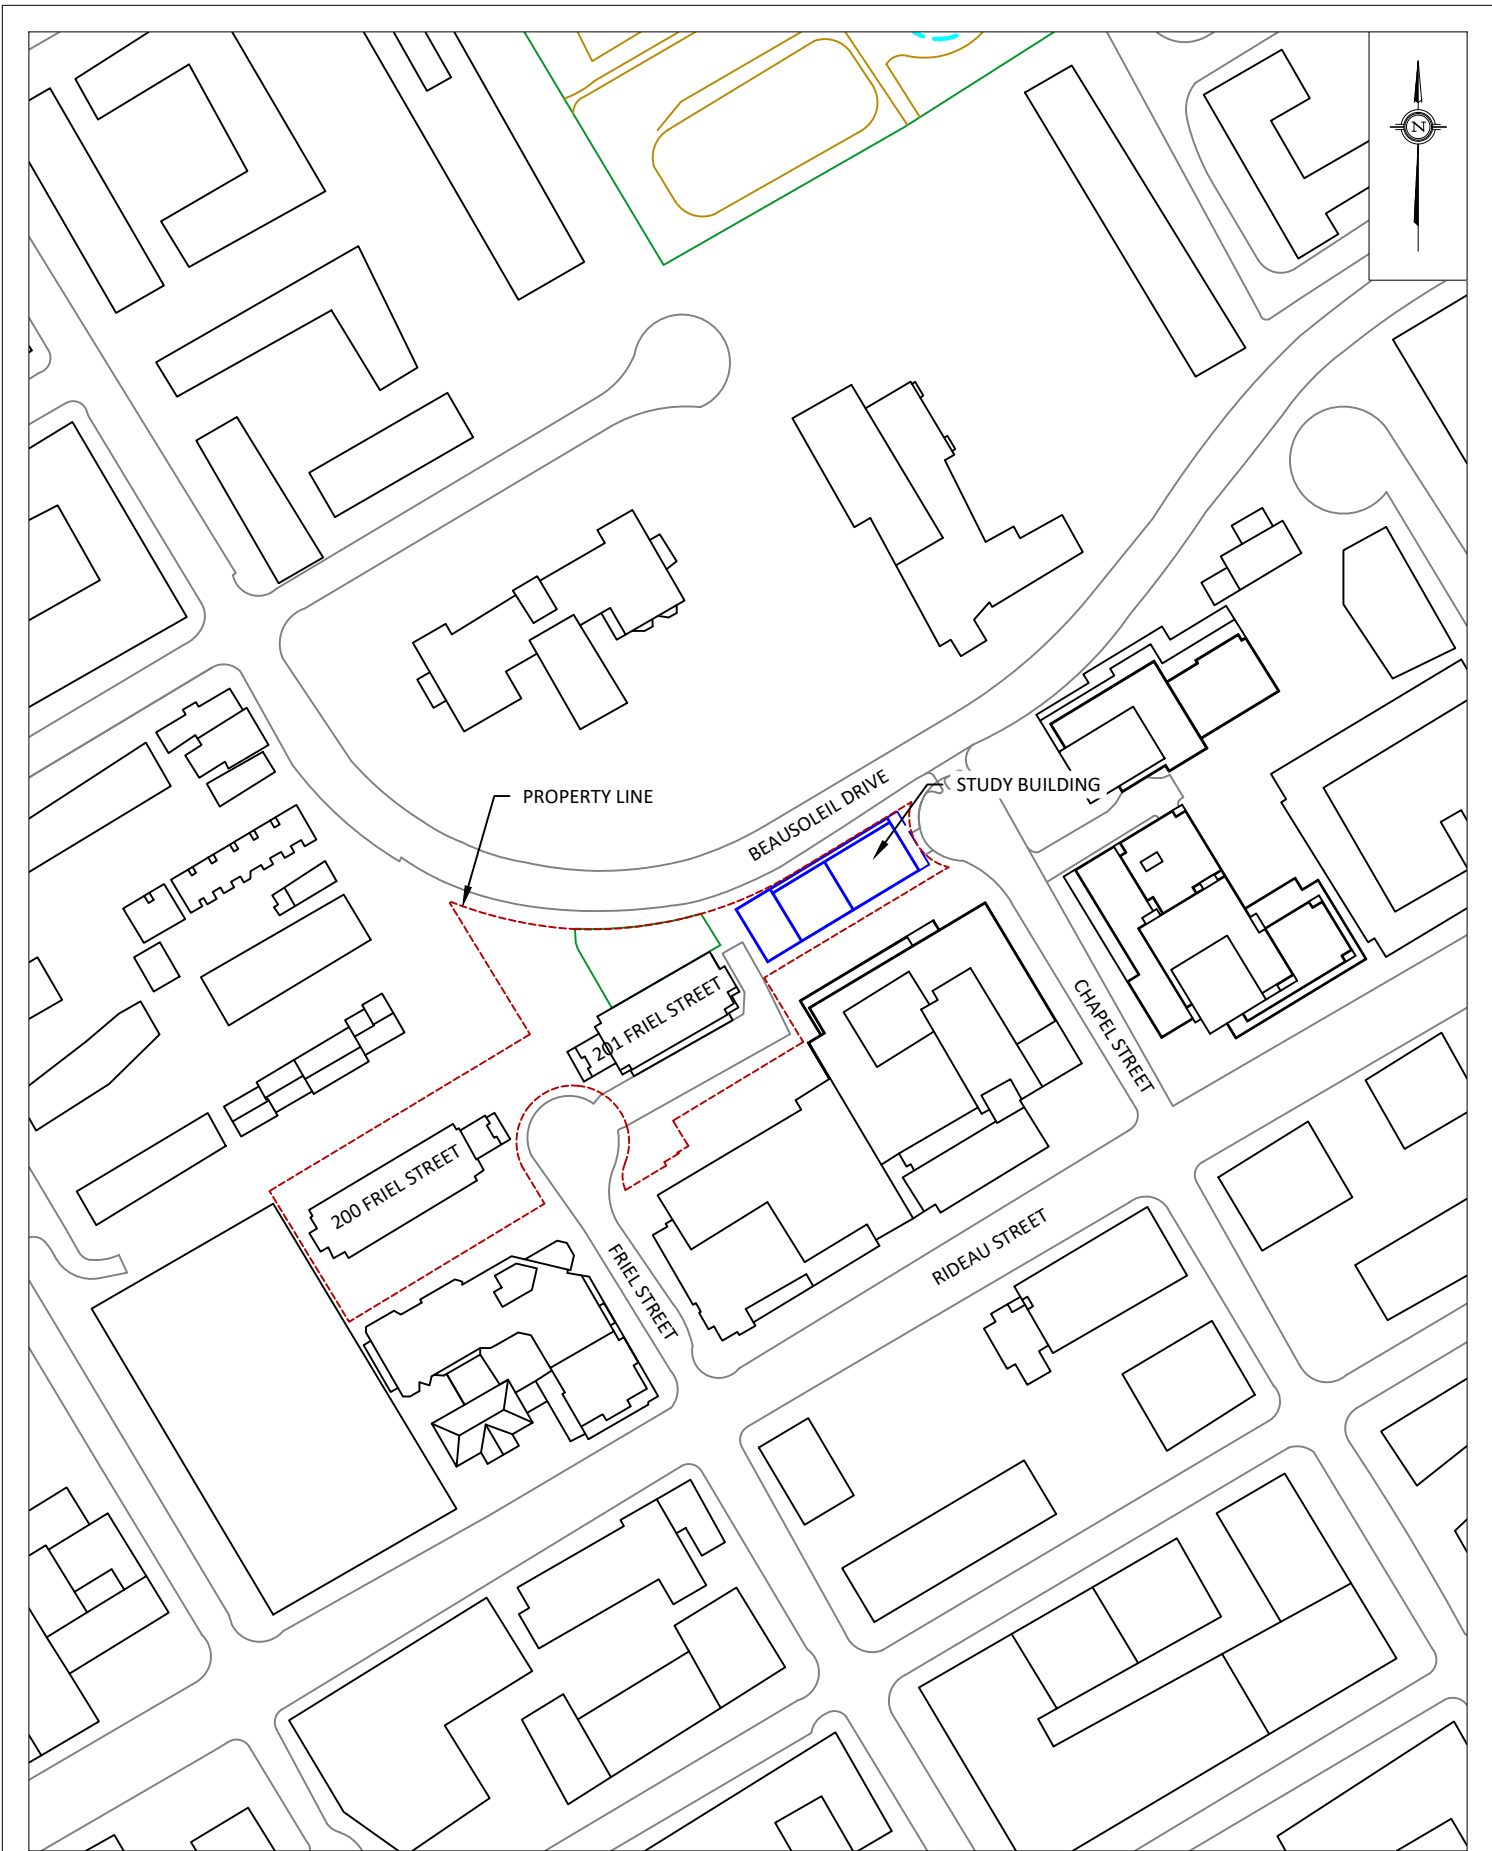 N
STUDY BUILDING
PROPERTY LINE
BEAUSOLEIL DRIVE
201 FRIEL STREET
CHAPEL STREET
200 FRIEL STREET
RIDEAU STREET
FRIEL STREET